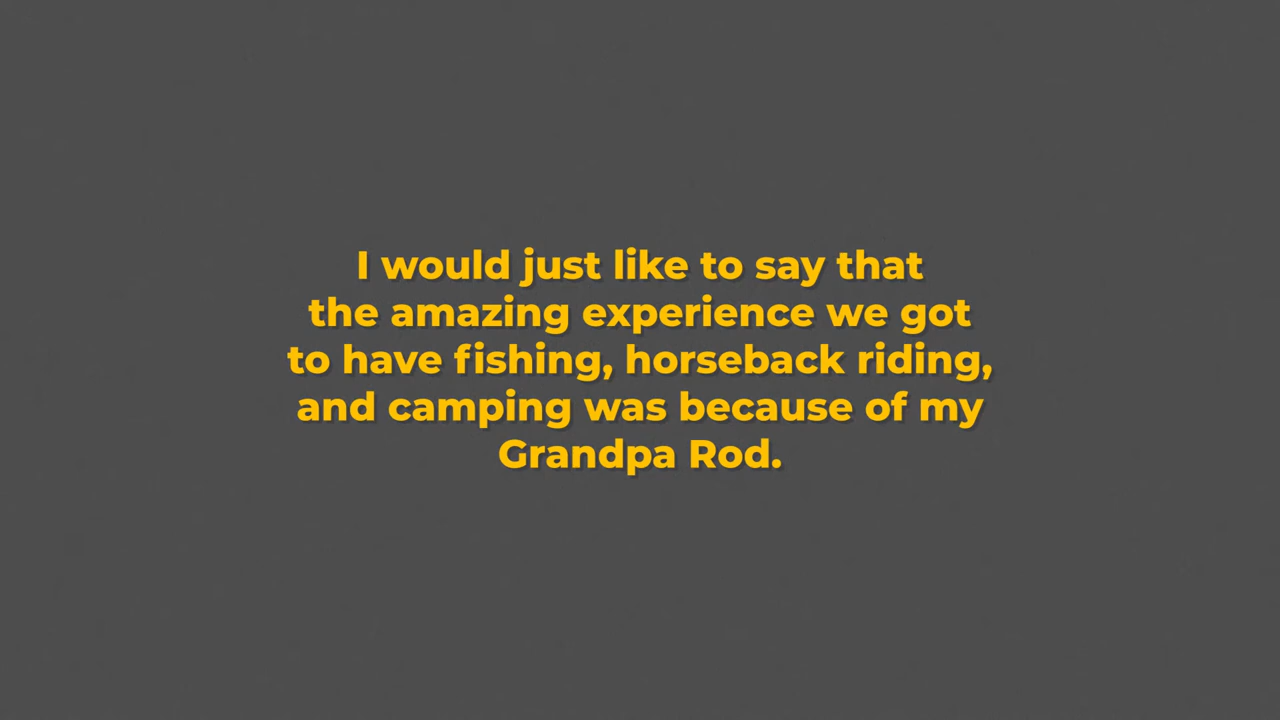 I would just like to say that
the amazing experience we got
to have fishing, horseback riding,
and camping was because of my
Grandpa Rod.